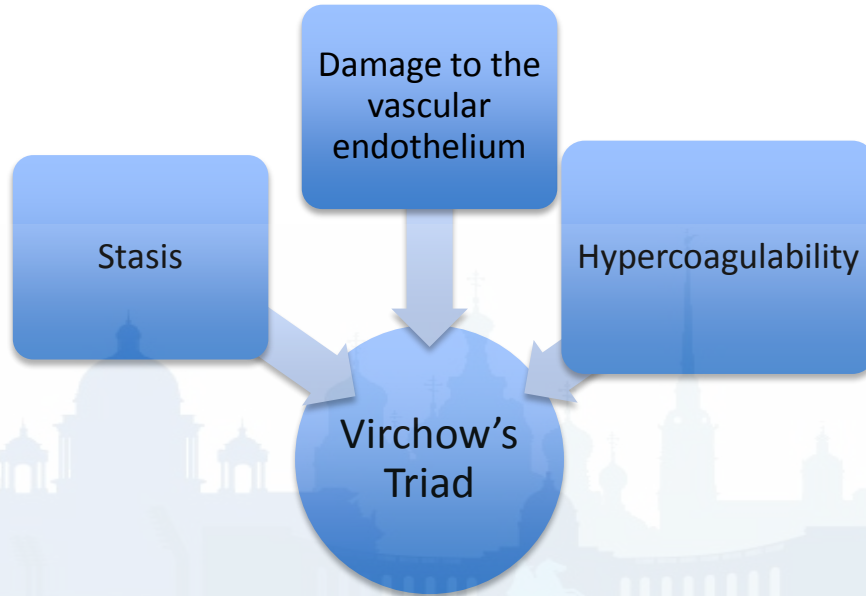 Damage to the
vascular
endothelium
Stasis
Hypercoagulability
Virchow's
Triad